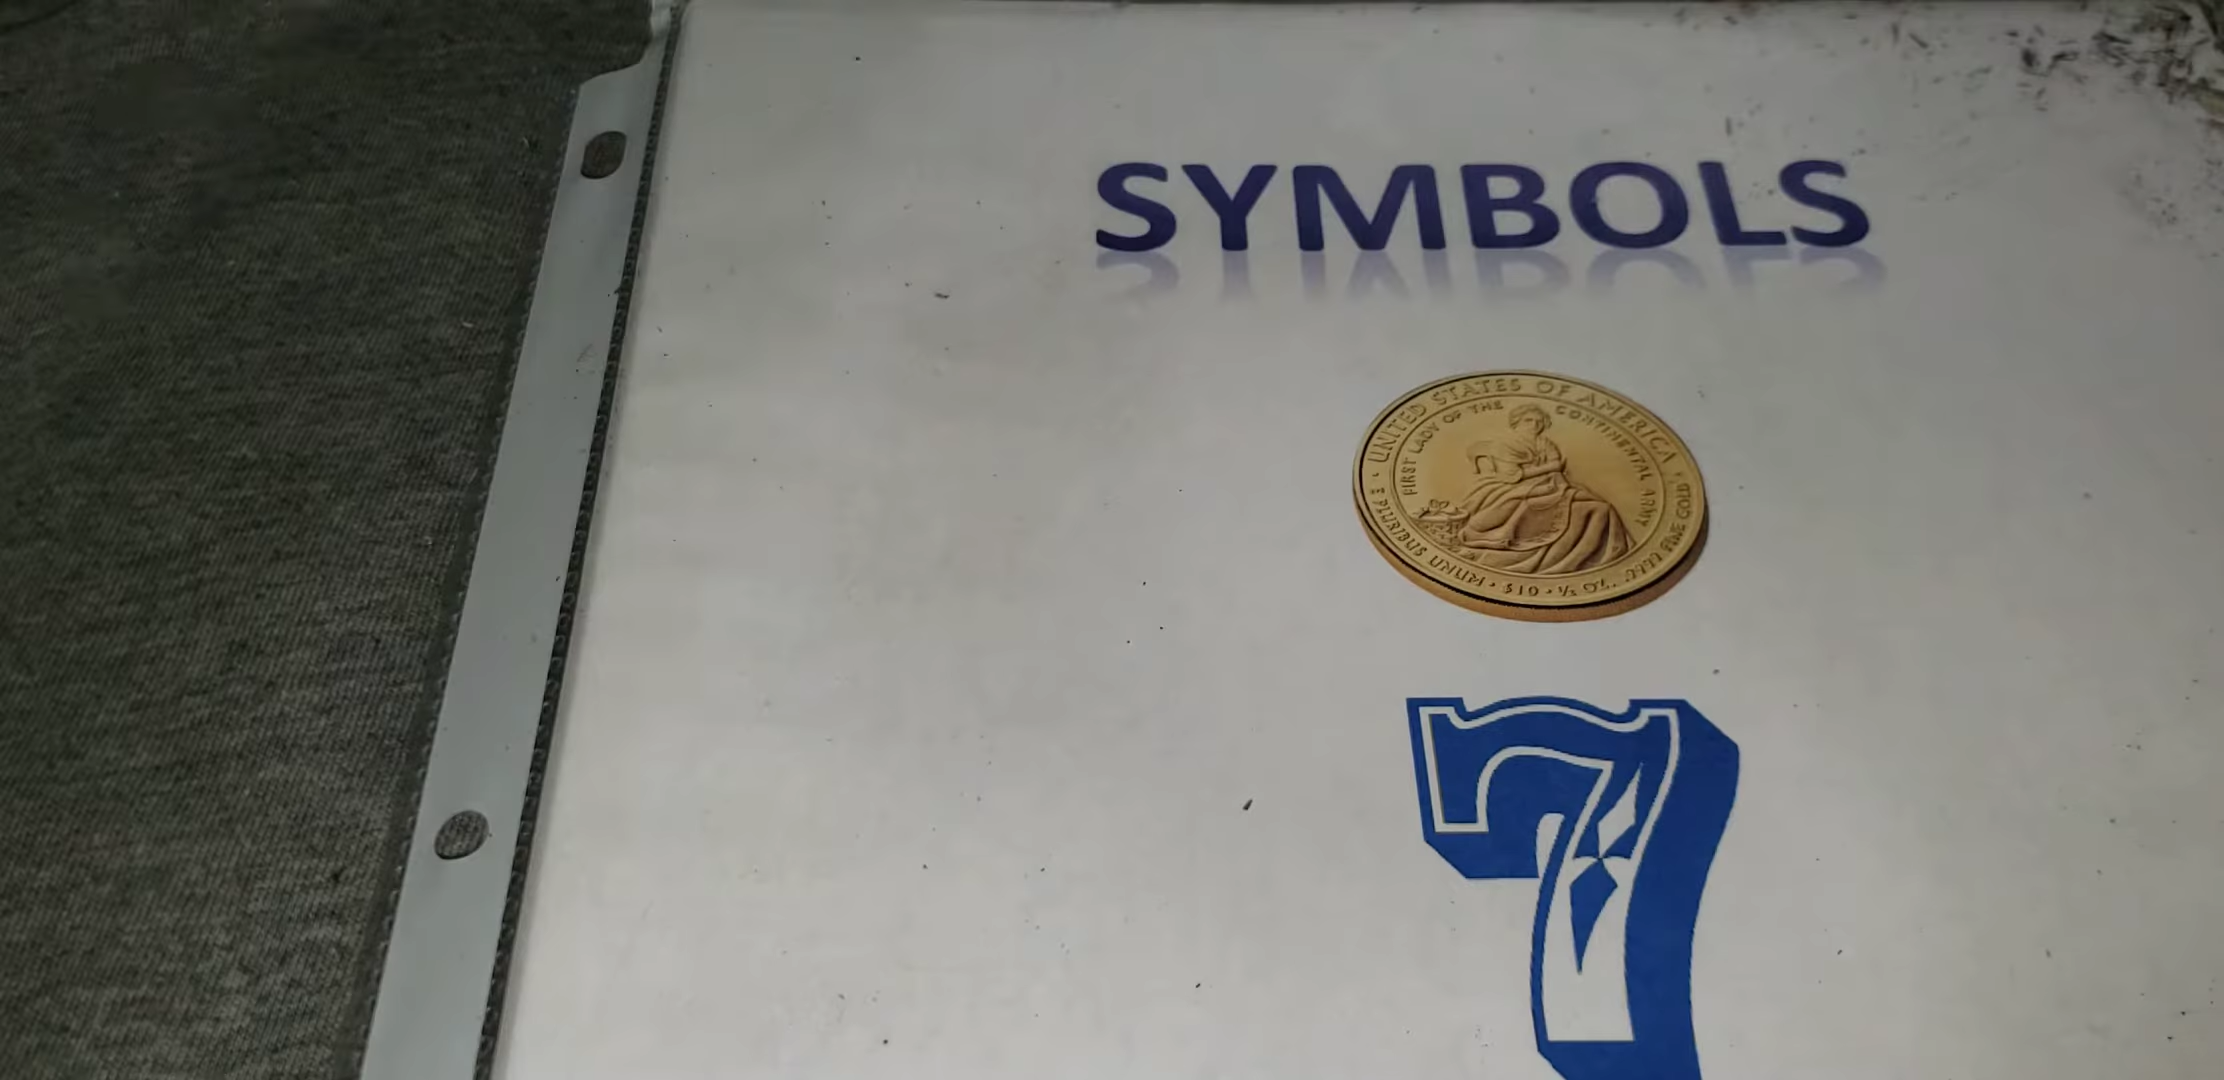 SYMBOLS
UNITED STATES OF AMERICA
FIRST LADY OF THE CONTINENTAL ARMY
E PLURIBUS UNUM · $10 · ½ OZ. .9999 FINE GOLD
7